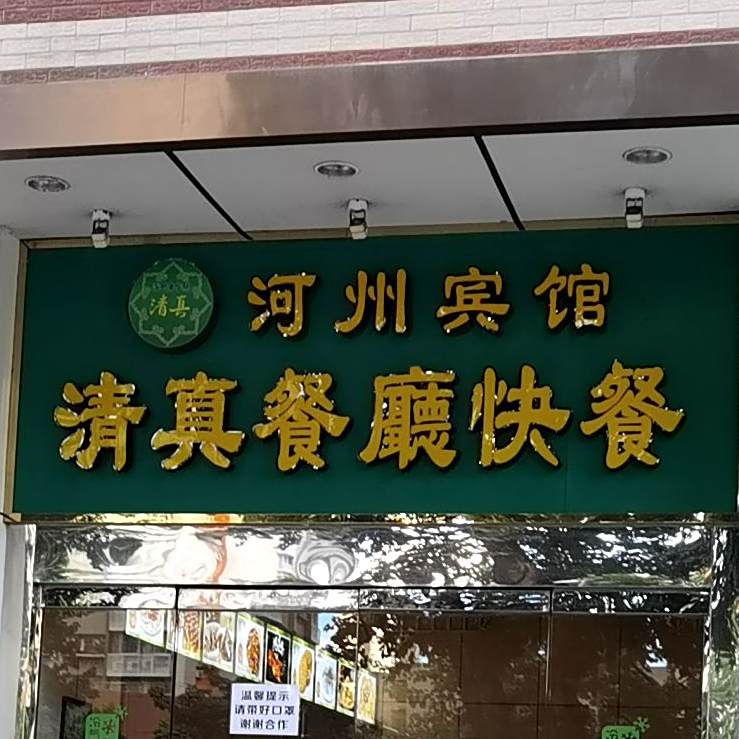 清真
河州宾馆
清真餐廳快餐
温馨提示
请带好口罩
谢谢合作